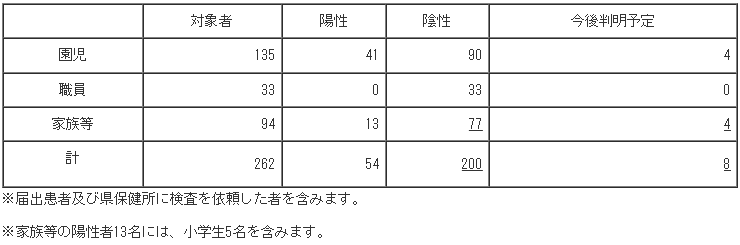 対象者 陽性 陰性 今後判明予定
園児 135 41 90 4
職員 33 0 33 0
家族等 94 13 77 4
計 262 54 200 8
※届出患者及び県保健所に検査を依頼した者を含みます。
※家族等の陽性者13名には、小学生5名を含みます。